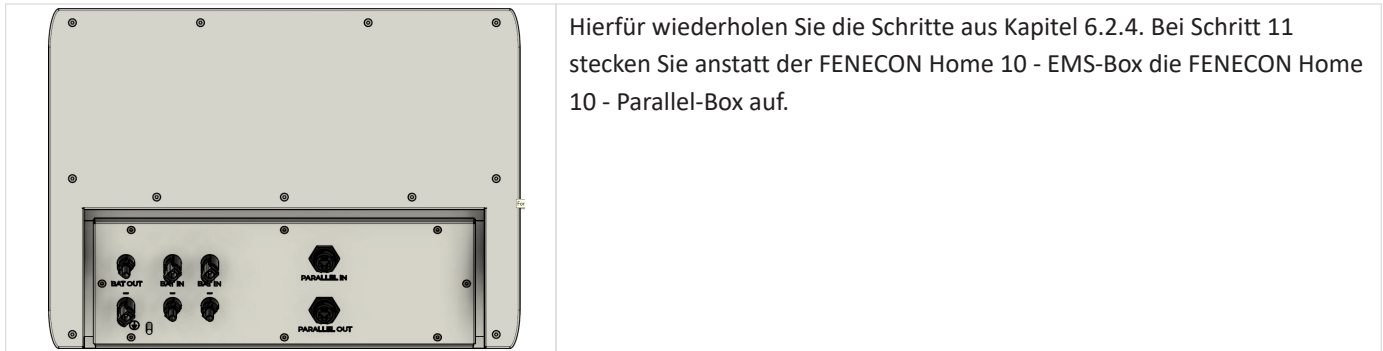 Hierfür wiederholen Sie die Schritte aus Kapitel 6.2.4. Bei Schritt 11
stecken Sie anstatt der FENECON Home 10 - EMS-Box die FENECON Home
10 - Parallel-Box auf.
BAT OUT
BAT IN
BAT IN
PARALLEL IN
PARALLEL OUT